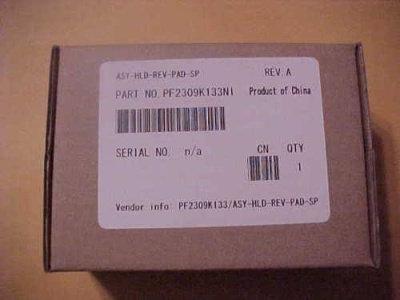 ASY-HLD-REV-PAD-SP REV.A
PART NO.PF2309K133NI Product of China
SERIAL NO. n/a CN QTY
1
Vendor info: PF2309K133/ASY-HLD-REV-PAD-SP